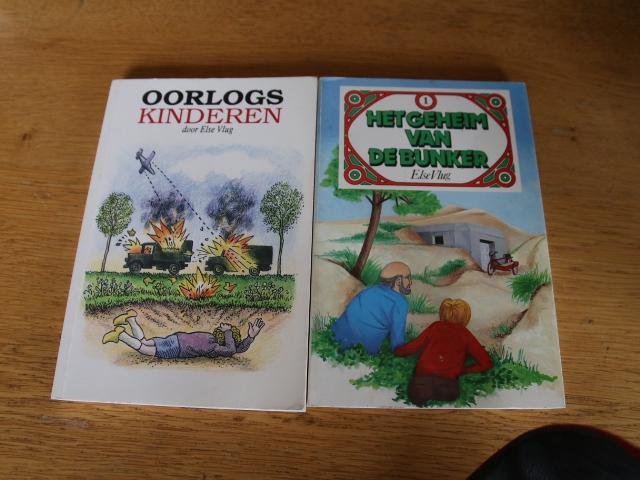 OORLOGS
KINDEREN
door Else Vlug
1
HET GEHEIM
VAN
DE BUNKER
Else Vlug